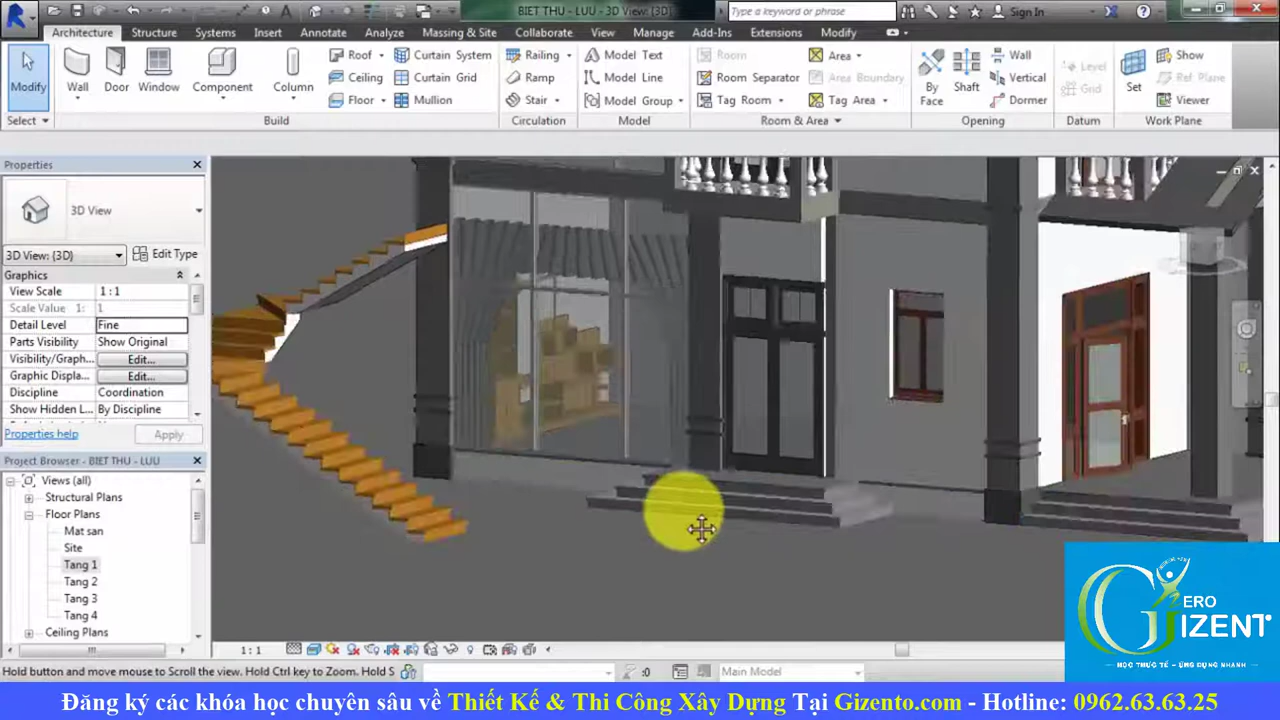 BIET THU - LUU - 3D View: {3D}
Type a keyword or phrase
Sign In
Architecture Structure Systems Insert Annotate Analyze Massing & Site Collaborate View Manage Add-Ins Extensions Modify
Modify
Wall
Door
Window
Component
Column
Roof
Ceiling
Floor
Curtain System
Curtain Grid
Mullion
Railing
Ramp
Stair
Model Text
Model Line
Model Group
Room
Room Separator
Tag Room
Area
Area Boundary
Tag Area
By Face
Shaft
Wall
Vertical
Dormer
Level
Grid
Set
Show
Ref Plane
Viewer
Select Build Circulation Model Room & Area Opening Datum Work Plane
Properties
3D View
3D View: {3D} Edit Type
Graphics
View Scale 1 : 1
Scale Value 1: 1
Detail Level Fine
Parts Visibility Show Original
Visibility/Graph... Edit...
Graphic Displa... Edit...
Discipline Coordination
Show Hidden L... By Discipline
Properties help Apply
Project Browser - BIET THU - LUU
Views (all)
Structural Plans
Floor Plans
Mat san
Site
Tang 1
Tang 2
Tang 3
Tang 4
Ceiling Plans
1 : 1
Hold button and move mouse to Scroll the view. Hold Ctrl key to Zoom. Hold S
:0
Main Model
G ERO
IZENT
HỌC THỰC TẾ - ỨNG DỤNG NHANH
Đăng ký các khóa học chuyên sâu về Thiết Kế & Thi Công Xây Dựng Tại Gizento.com - Hotline: 0962.63.63.25